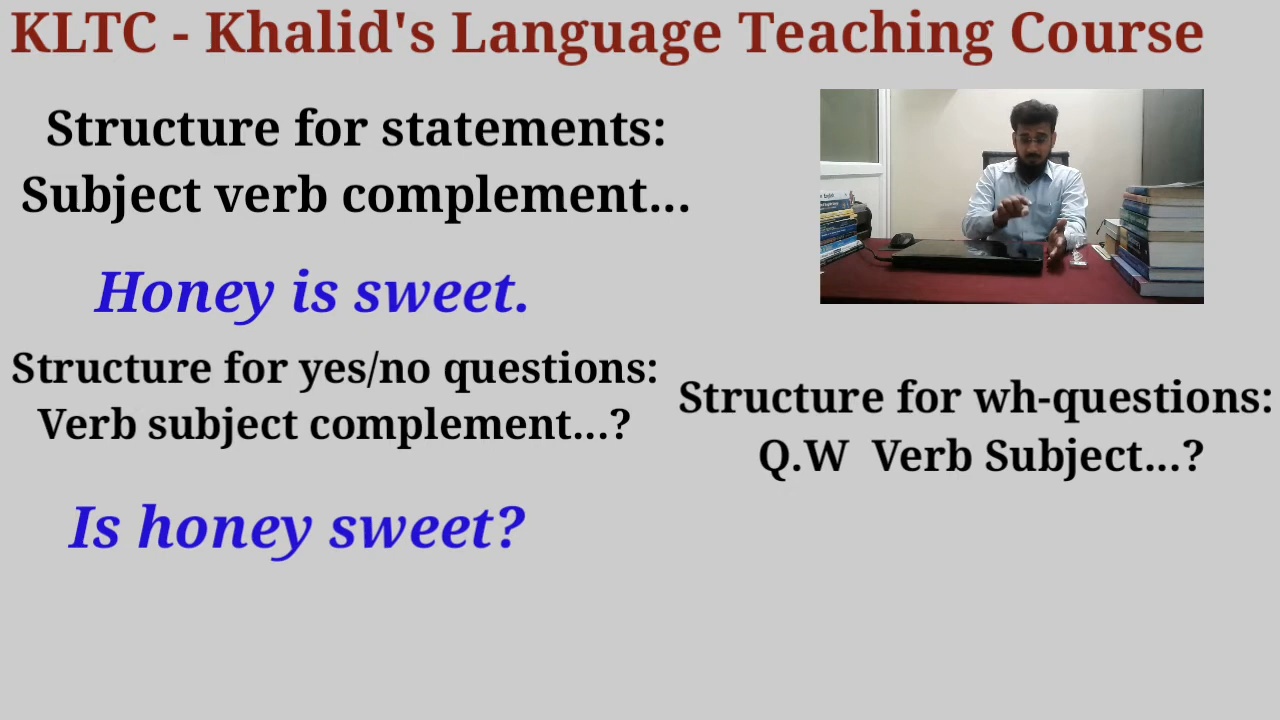 KLTC - Khalid's Language Teaching Course
Structure for statements:
Subject verb complement...
Honey is sweet.
Structure for yes/no questions:
Verb subject complement...?
Is honey sweet?
Structure for wh-questions:
Q.W Verb Subject...?